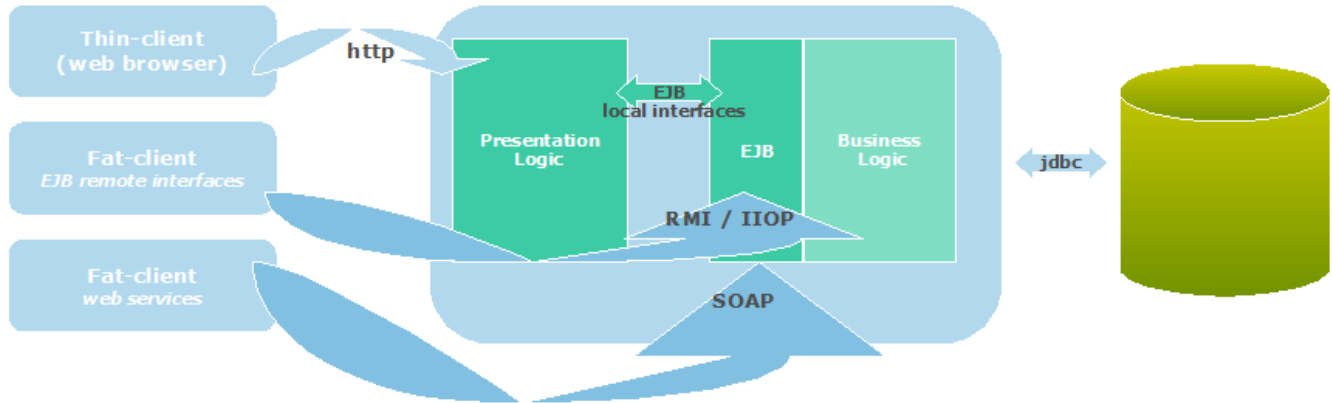 Thin-client
(web browser)
http
Fat-client
EJB remote interfaces
Fat-client
web services
Presentation
Logic
EJB
local interfaces
EJB
Business
Logic
RMI / IIOP
SOAP
jdbc